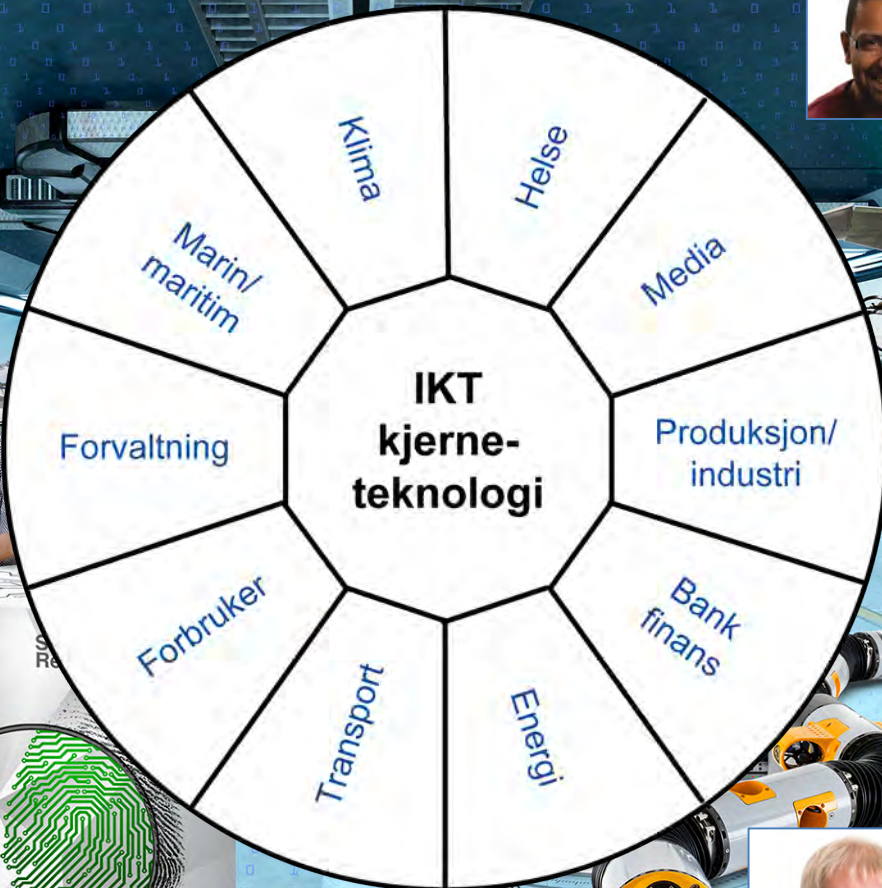 Klima
Helse
Media
Produksjon/
industri
Bank
finans
Energi
Transport
Forbruker
Forvaltning
Marin/
maritim
IKT
kjerne-
teknologi